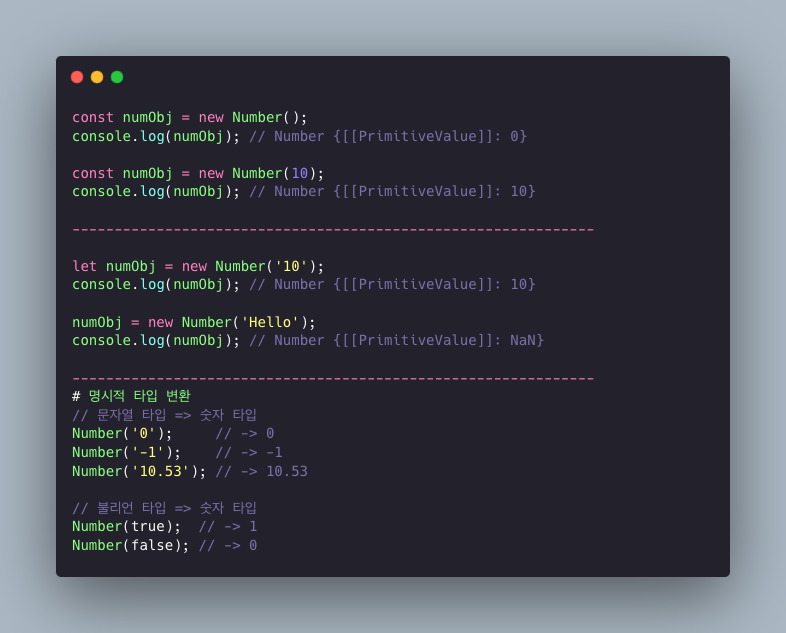 const numObj = new Number();
console.log(numObj); // Number {[[PrimitiveValue]]: 0}
const numObj = new Number(10);
console.log(numObj); // Number {[[PrimitiveValue]]: 10}
--------------------------------------------------------------
let numObj = new Number('10');
console.log(numObj); // Number {[[PrimitiveValue]]: 10}
numObj = new Number('Hello');
console.log(numObj); // Number {[[PrimitiveValue]]: NaN}
--------------------------------------------------------------
# 명시적 타입 변환
// 문자열 타입 => 숫자 타입
Number('0');     // -> 0
Number('-1');    // -> -1
Number('10.53'); // -> 10.53
// 불리언 타입 => 숫자 타입
Number(true);  // -> 1
Number(false); // -> 0